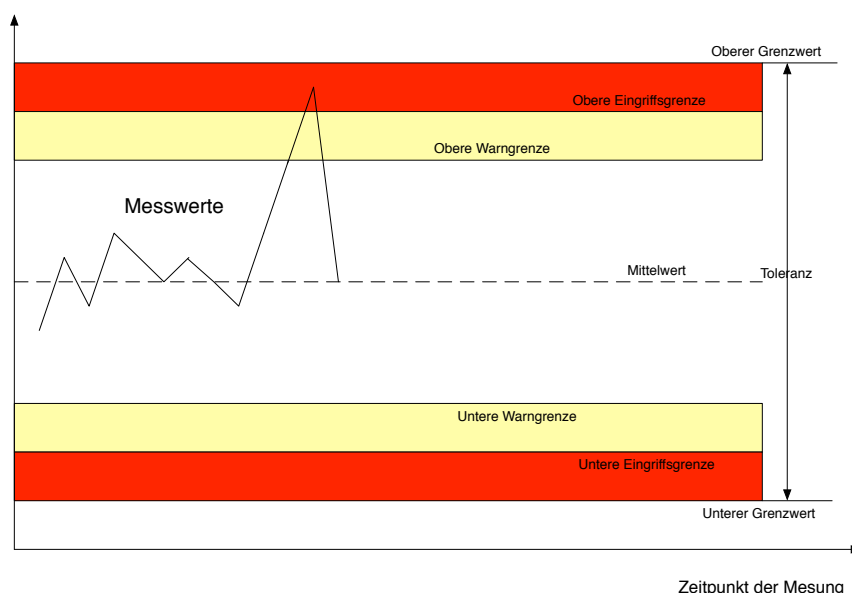 Oberer Grenzwert
Obere Eingriffsgrenze
Obere Warngrenze
Messwerte
Mittelwert
Toleranz
Untere Warngrenze
Untere Eingriffsgrenze
Unterer Grenzwert
Zeitpunkt der Mesung